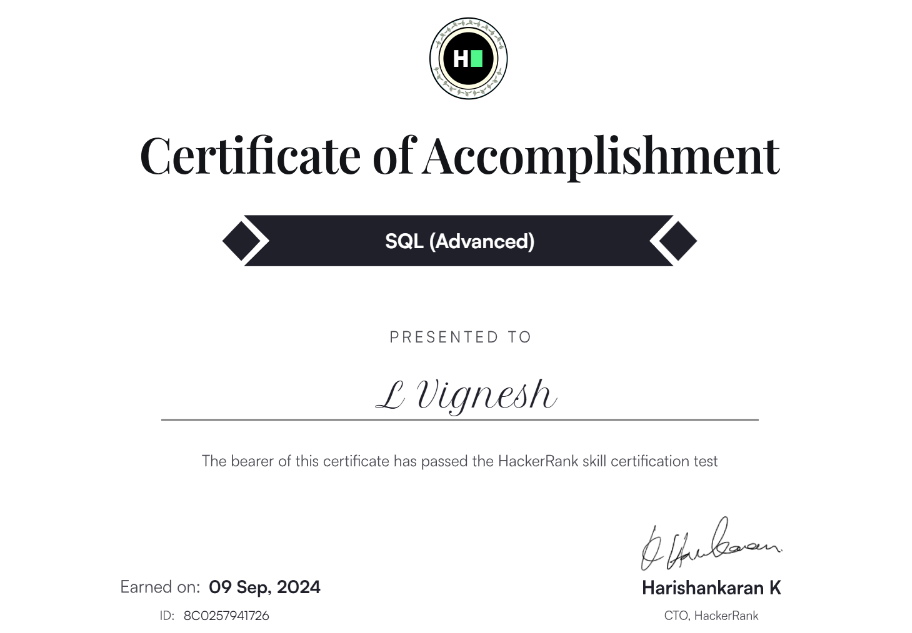 H
Certificate of Accomplishment
SQL (Advanced)
PRESENTED TO
L Vignesh
The bearer of this certificate has passed the HackerRank skill certification test
Earned on: 09 Sep, 2024
ID: 8C0257941726
Harishankaran K
CTO, HackerRank